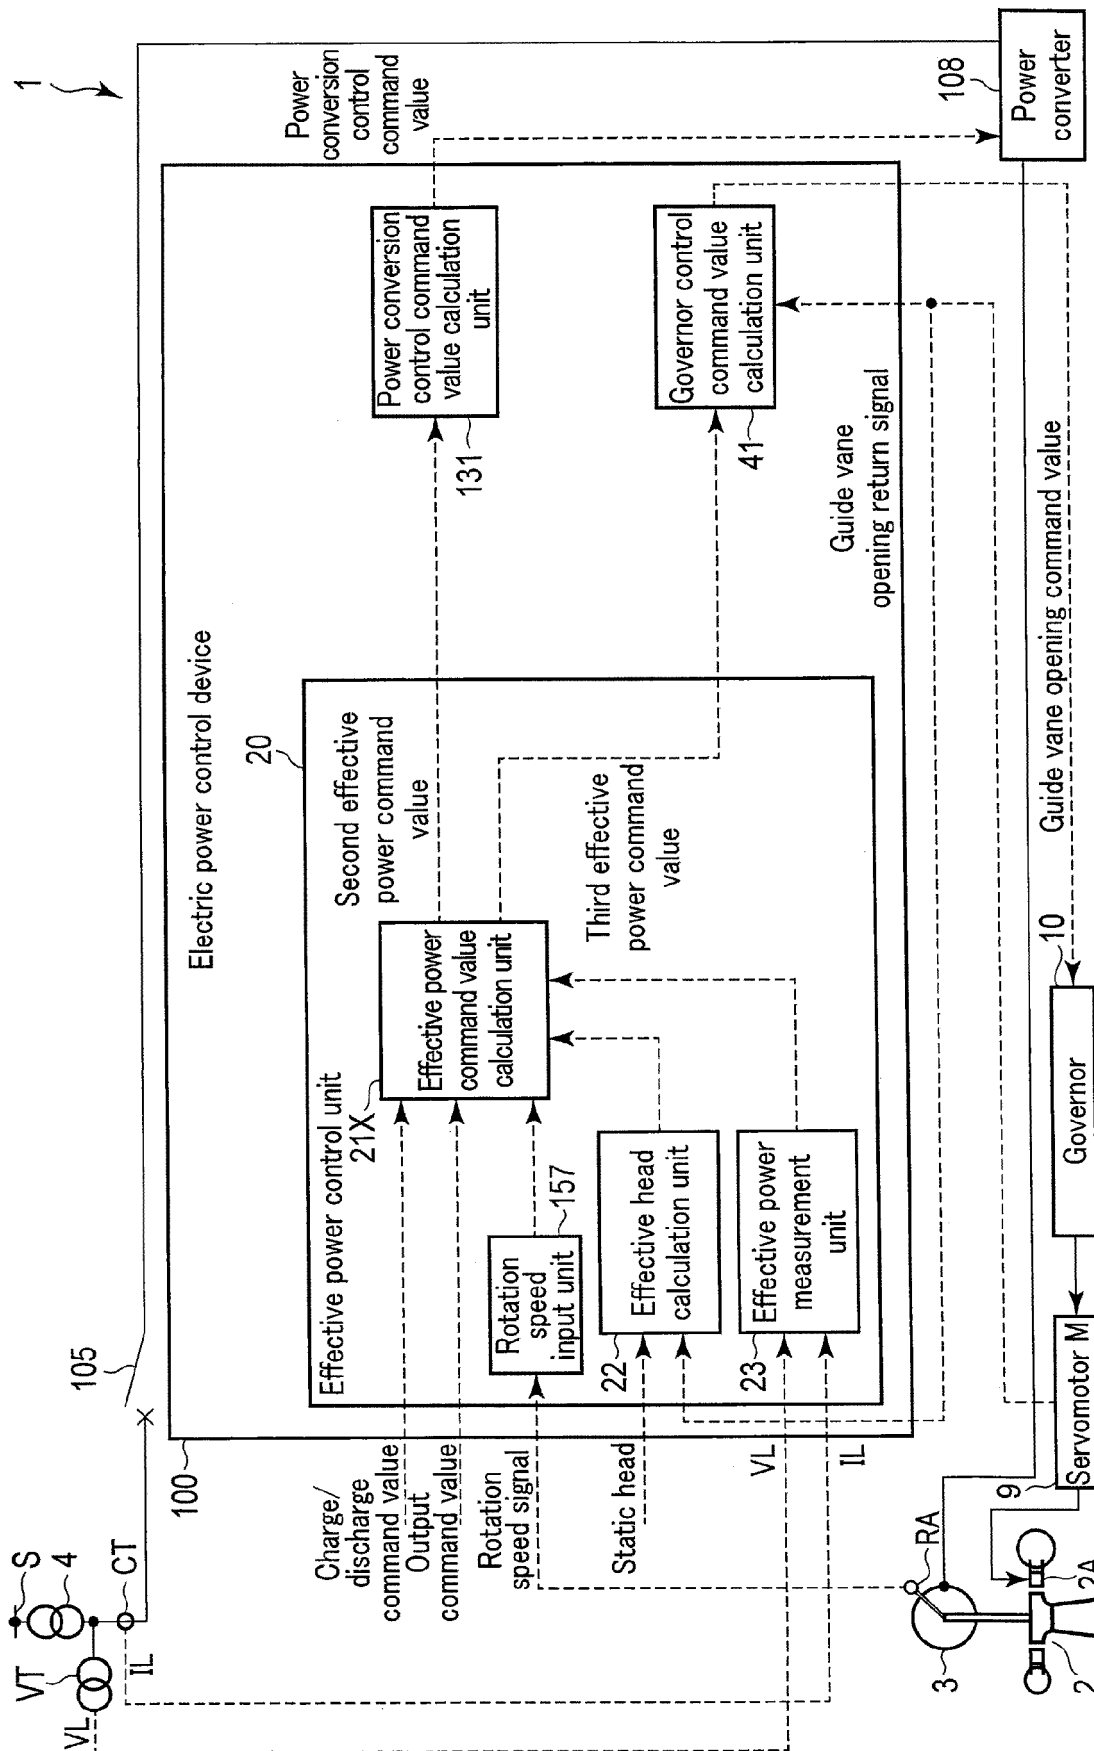 1
S
4
CT
VT
VL
IL
105
100
Electric power control device
Power
conversion
control
command
value
108
Power
converter
Power conversion
control command
value calculation
unit
131
Governor control
command value
calculation unit
41
Guide vane
opening return signal
Guide vane opening command value
20
Effective power control unit
21X
Effective power
command value
calculation unit
Second effective
power command
value
Third effective
power command
value
Rotation
speed
input unit
157
Effective head
calculation unit
22
Effective power
measurement
unit
23
Charge/
discharge
command value
Output
command value
Rotation
speed signal
Static head
VL
IL
10
Governor
Servomotor M
9
RA
3
2A
2